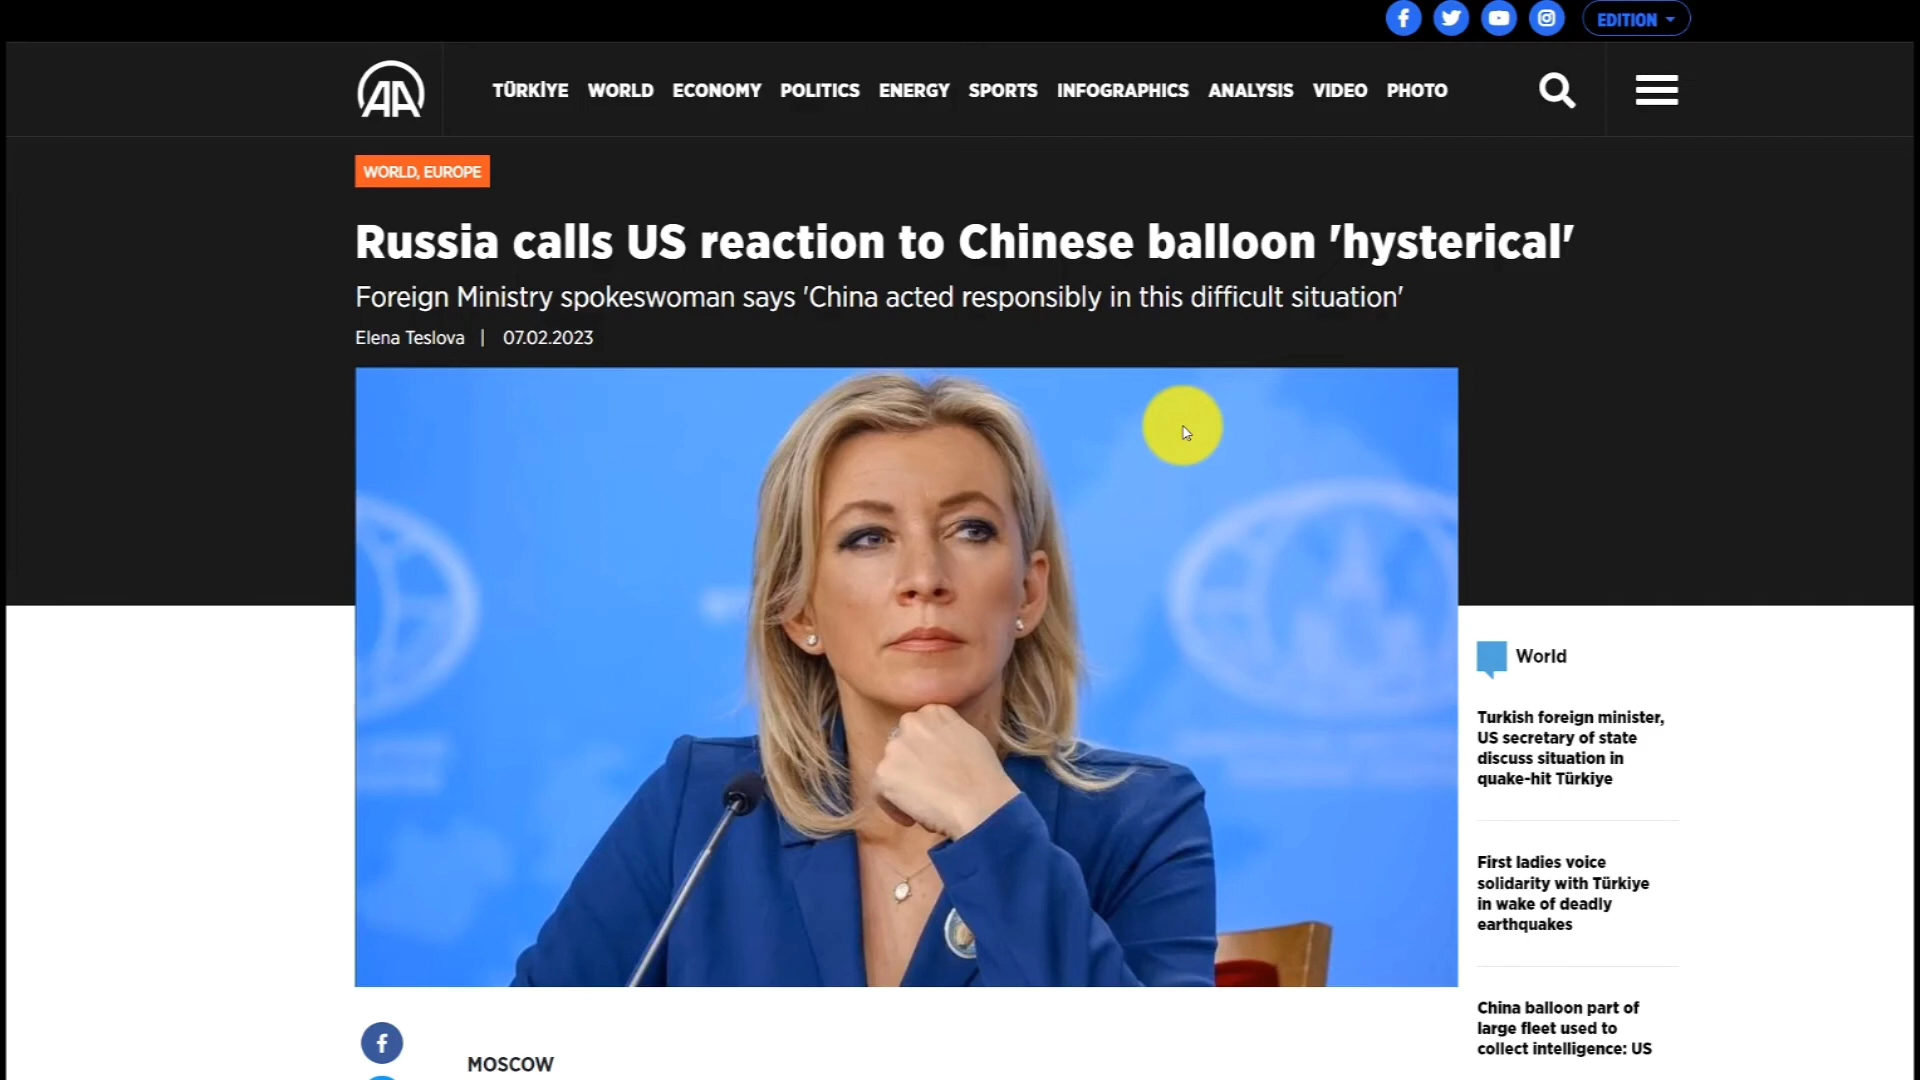 EDITION
AA
TÜRKİYE WORLD ECONOMY POLITICS ENERGY SPORTS INFOGRAPHICS ANALYSIS VIDEO PHOTO
WORLD, EUROPE
Russia calls US reaction to Chinese balloon 'hysterical'
Foreign Ministry spokeswoman says 'China acted responsibly in this difficult situation'
Elena Teslova | 07.02.2023
World
Turkish foreign minister,
US secretary of state
discuss situation in
quake-hit Türkiye
First ladies voice
solidarity with Türkiye
in wake of deadly
earthquakes
China balloon part of
large fleet used to
collect intelligence: US
MOSCOW